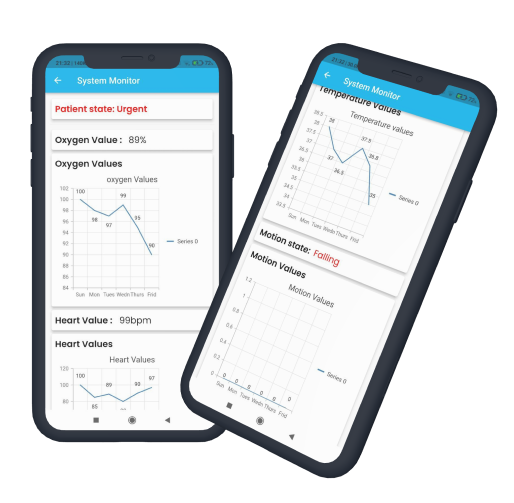 21:32
System Monitor
Patient state: Urgent
Oxygen Value : 89%
Oxygen Values
oxygen Values
102
100
98
96
94
92
90
88
86
84
100
98
97
99
95
90
Series 0
Sun Mon Tues Wedn Thurs Frid
Heart Value : 99bpm
Heart Values
Heart Values
120
100
80
100
85
89
90
97
21:32
System Monitor
Temperature Values
Temperature values
38.5
38
37.5
37
36.5
36
35.5
35
34.5
34
33.5
38
37
36.5
37.5
35
Series 0
Sun Mon Tues Wedn Thurs Frid
Motion state: Falling
Motion Values
Motion Values
1.2
1
0.8
0.6
0.4
0.2
0
0 0 0 0 0 0
Series 0
Sun Mon Tues Wedn Thurs Frid